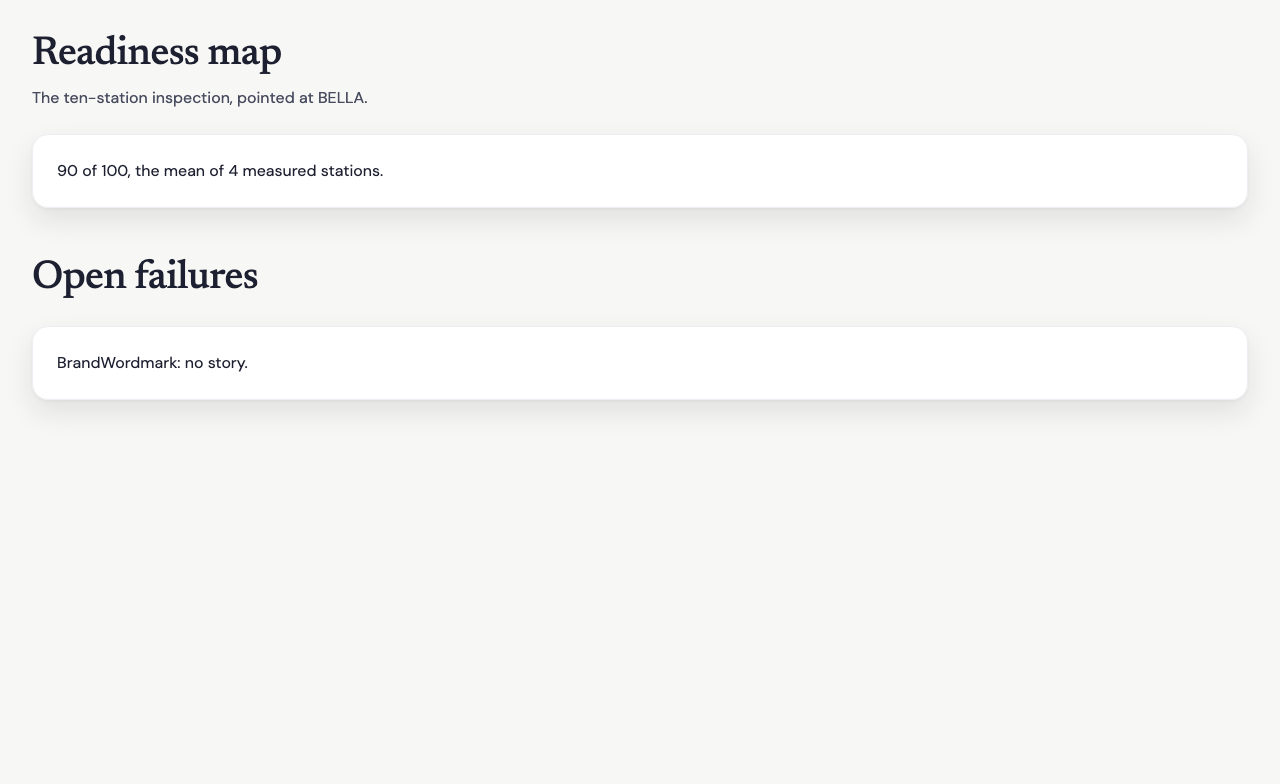 Readiness map
The ten-station inspection, pointed at BELLA.
90 of 100, the mean of 4 measured stations.
Open failures
BrandWordmark: no story.